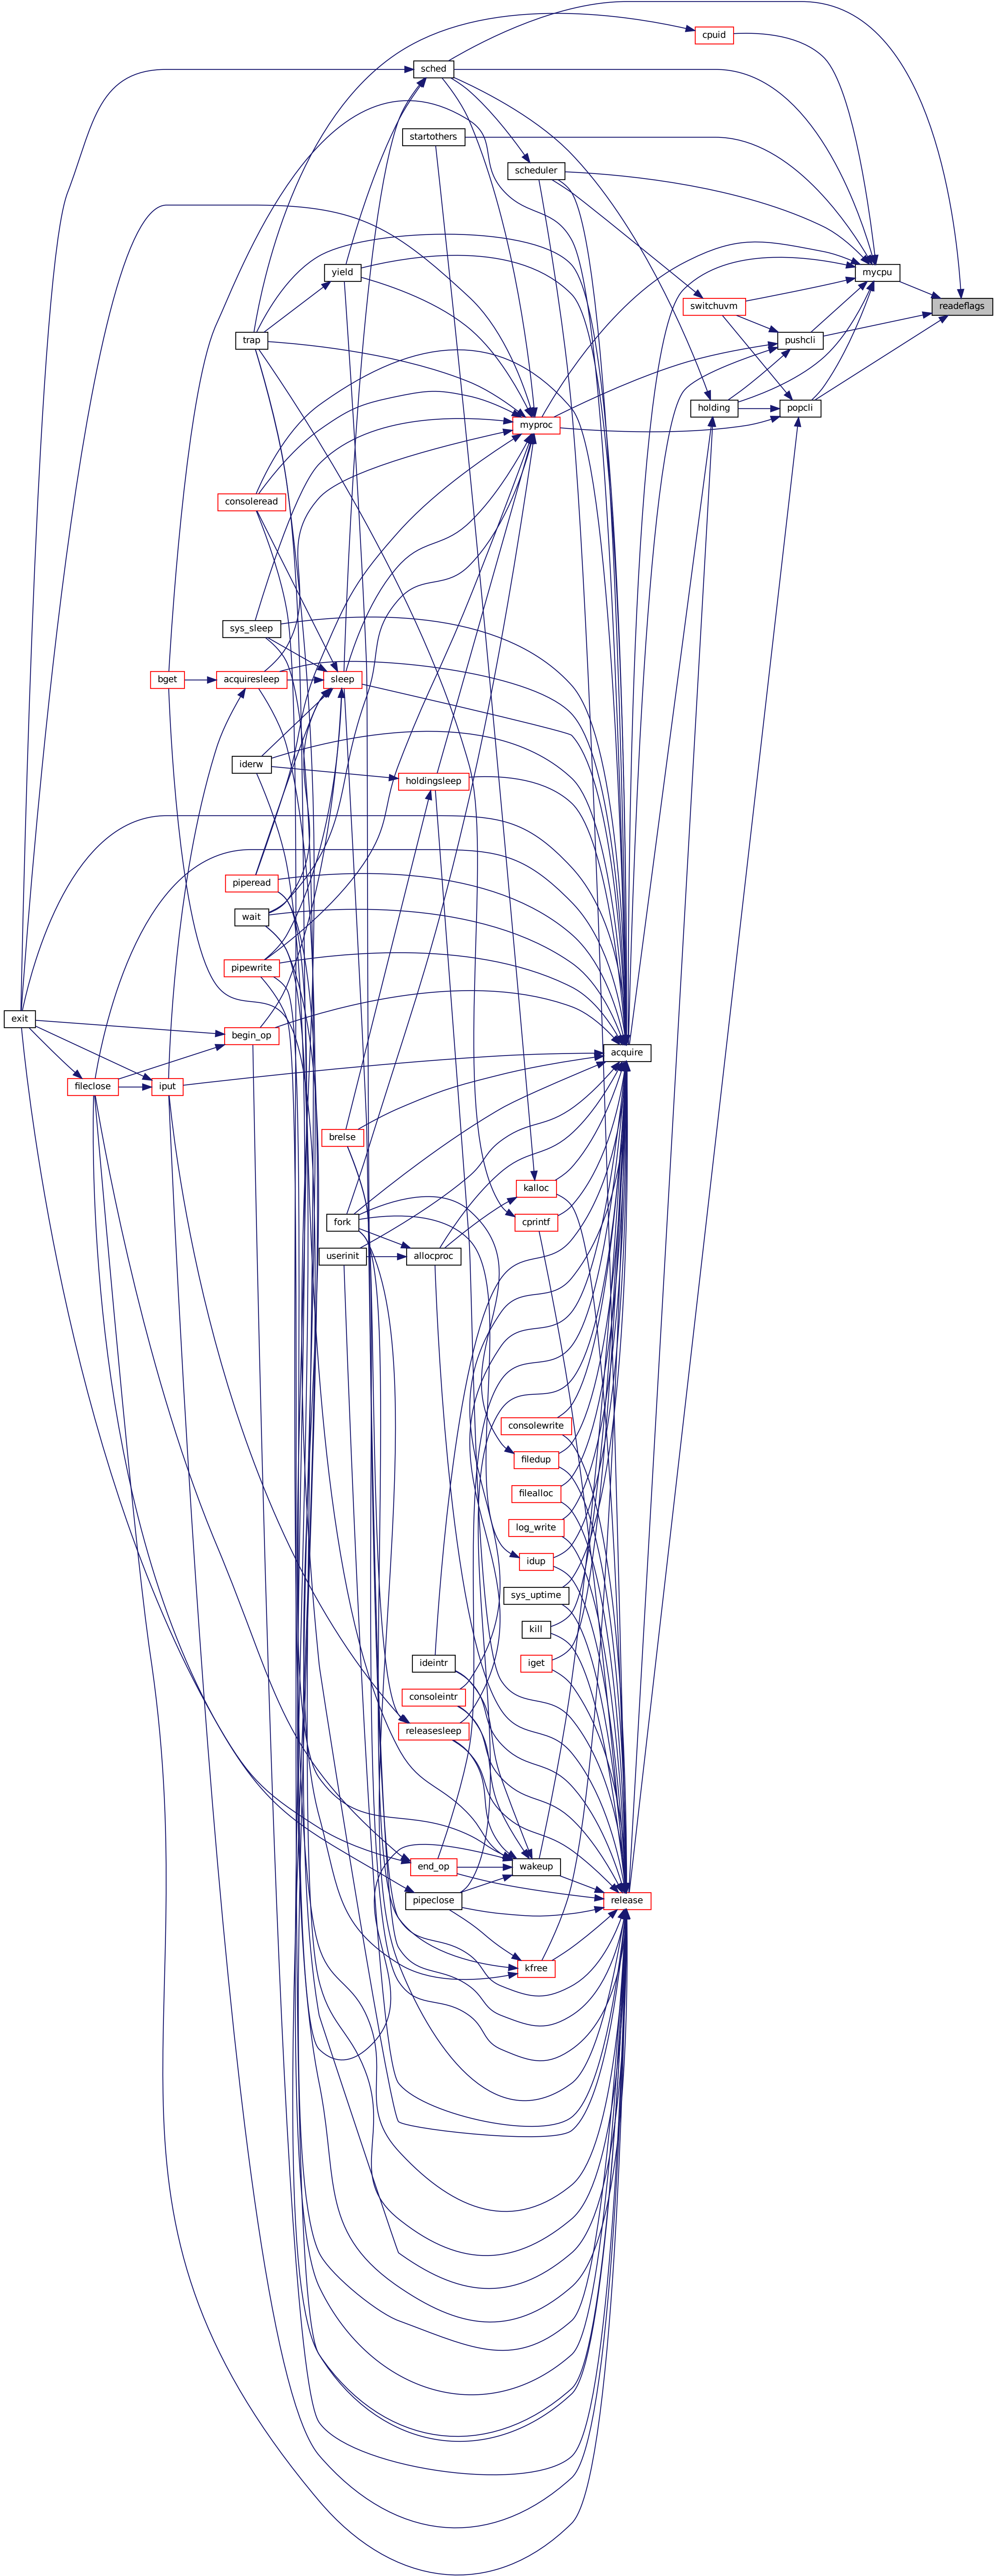 cpuid
sched
startothers
scheduler
yield
mycpu
switchuvm
readeflags
trap
pushcli
holding
popcli
myproc
consoleread
sys_sleep
bget
acquiresleep
sleep
iderw
holdingsleep
piperead
wait
pipewrite
exit
begin_op
acquire
fileclose
iput
brelse
kalloc
fork
cprintf
userinit
allocproc
consolewrite
filedup
filealloc
log_write
idup
sys_uptime
kill
ideintr
iget
consoleintr
releasesleep
end_op
wakeup
pipeclose
release
kfree